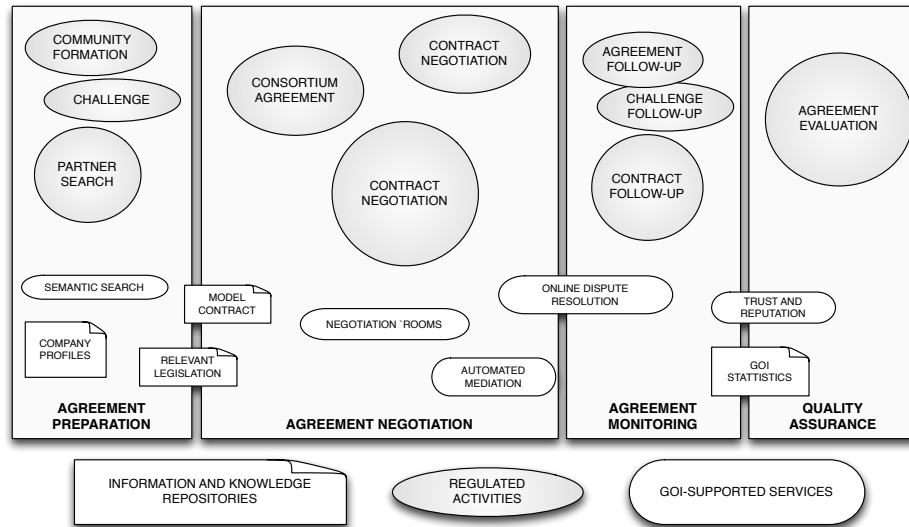 COMMUNITY
FORMATION
CHALLENGE
PARTNER
SEARCH
SEMANTIC SEARCH
COMPANY
PROFILES
MODEL
CONTRACT
RELEVANT
LEGISLATION
AGREEMENT
PREPARATION
CONSORTIUM
AGREEMENT
CONTRACT
NEGOTIATION
CONTRACT
NEGOTIATION
NEGOTIATION `ROOMS
AUTOMATED
MEDIATION
ONLINE DISPUTE
RESOLUTION
AGREEMENT NEGOTIATION
AGREEMENT
FOLLOW-UP
CHALLENGE
FOLLOW-UP
CONTRACT
FOLLOW-UP
AGREEMENT
MONITORING
AGREEMENT
EVALUATION
TRUST AND
REPUTATION
GOI
STATTISTICS
QUALITY
ASSURANCE
INFORMATION AND KNOWLEDGE
REPOSITORIES
REGULATED
ACTIVITIES
GOI-SUPPORTED SERVICES